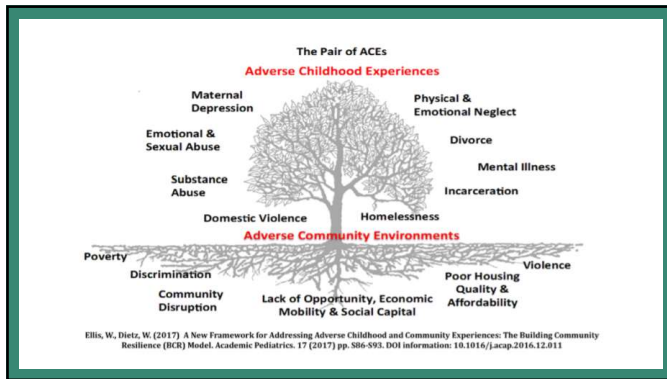 The Pair of ACEs
Adverse Childhood Experiences
Maternal
Depression
Physical &
Emotional Neglect
Emotional &
Sexual Abuse
Divorce
Mental Illness
Substance
Abuse
Incarceration
Domestic Violence
Homelessness
Adverse Community Environments
Poverty
Violence
Discrimination
Poor Housing
Quality &
Affordability
Community
Disruption
Lack of Opportunity, Economic
Mobility & Social Capital
Ellis, W., Dietz, W. (2017)  A New Framework for Addressing Adverse Childhood and Community Experiences: The Building Community
Resilience (BCR) Model. Academic Pediatrics. 17 (2017) pp. S86-S93. DOI information: 10.1016/j.acap.2016.12.011